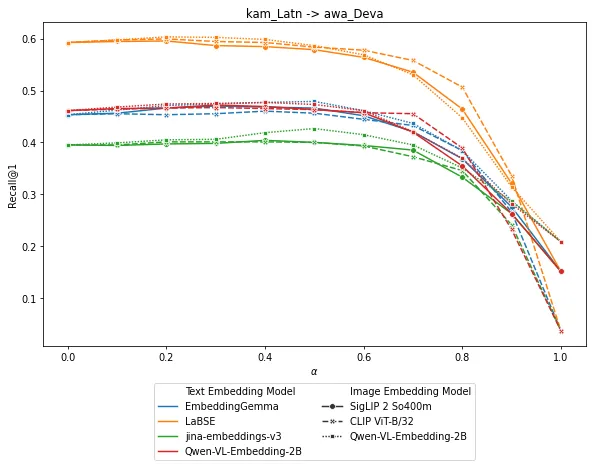 kam_Latn -> awa_Deva
Recall@1
0.6
0.5
0.4
0.3
0.2
0.1
0.0 0.2 0.4 0.6 0.8 1.0
α
Text Embedding Model
EmbeddingGemma
LaBSE
jina-embeddings-v3
Qwen-VL-Embedding-2B
Image Embedding Model
SigLIP 2 So400m
CLIP ViT-B/32
Qwen-VL-Embedding-2B